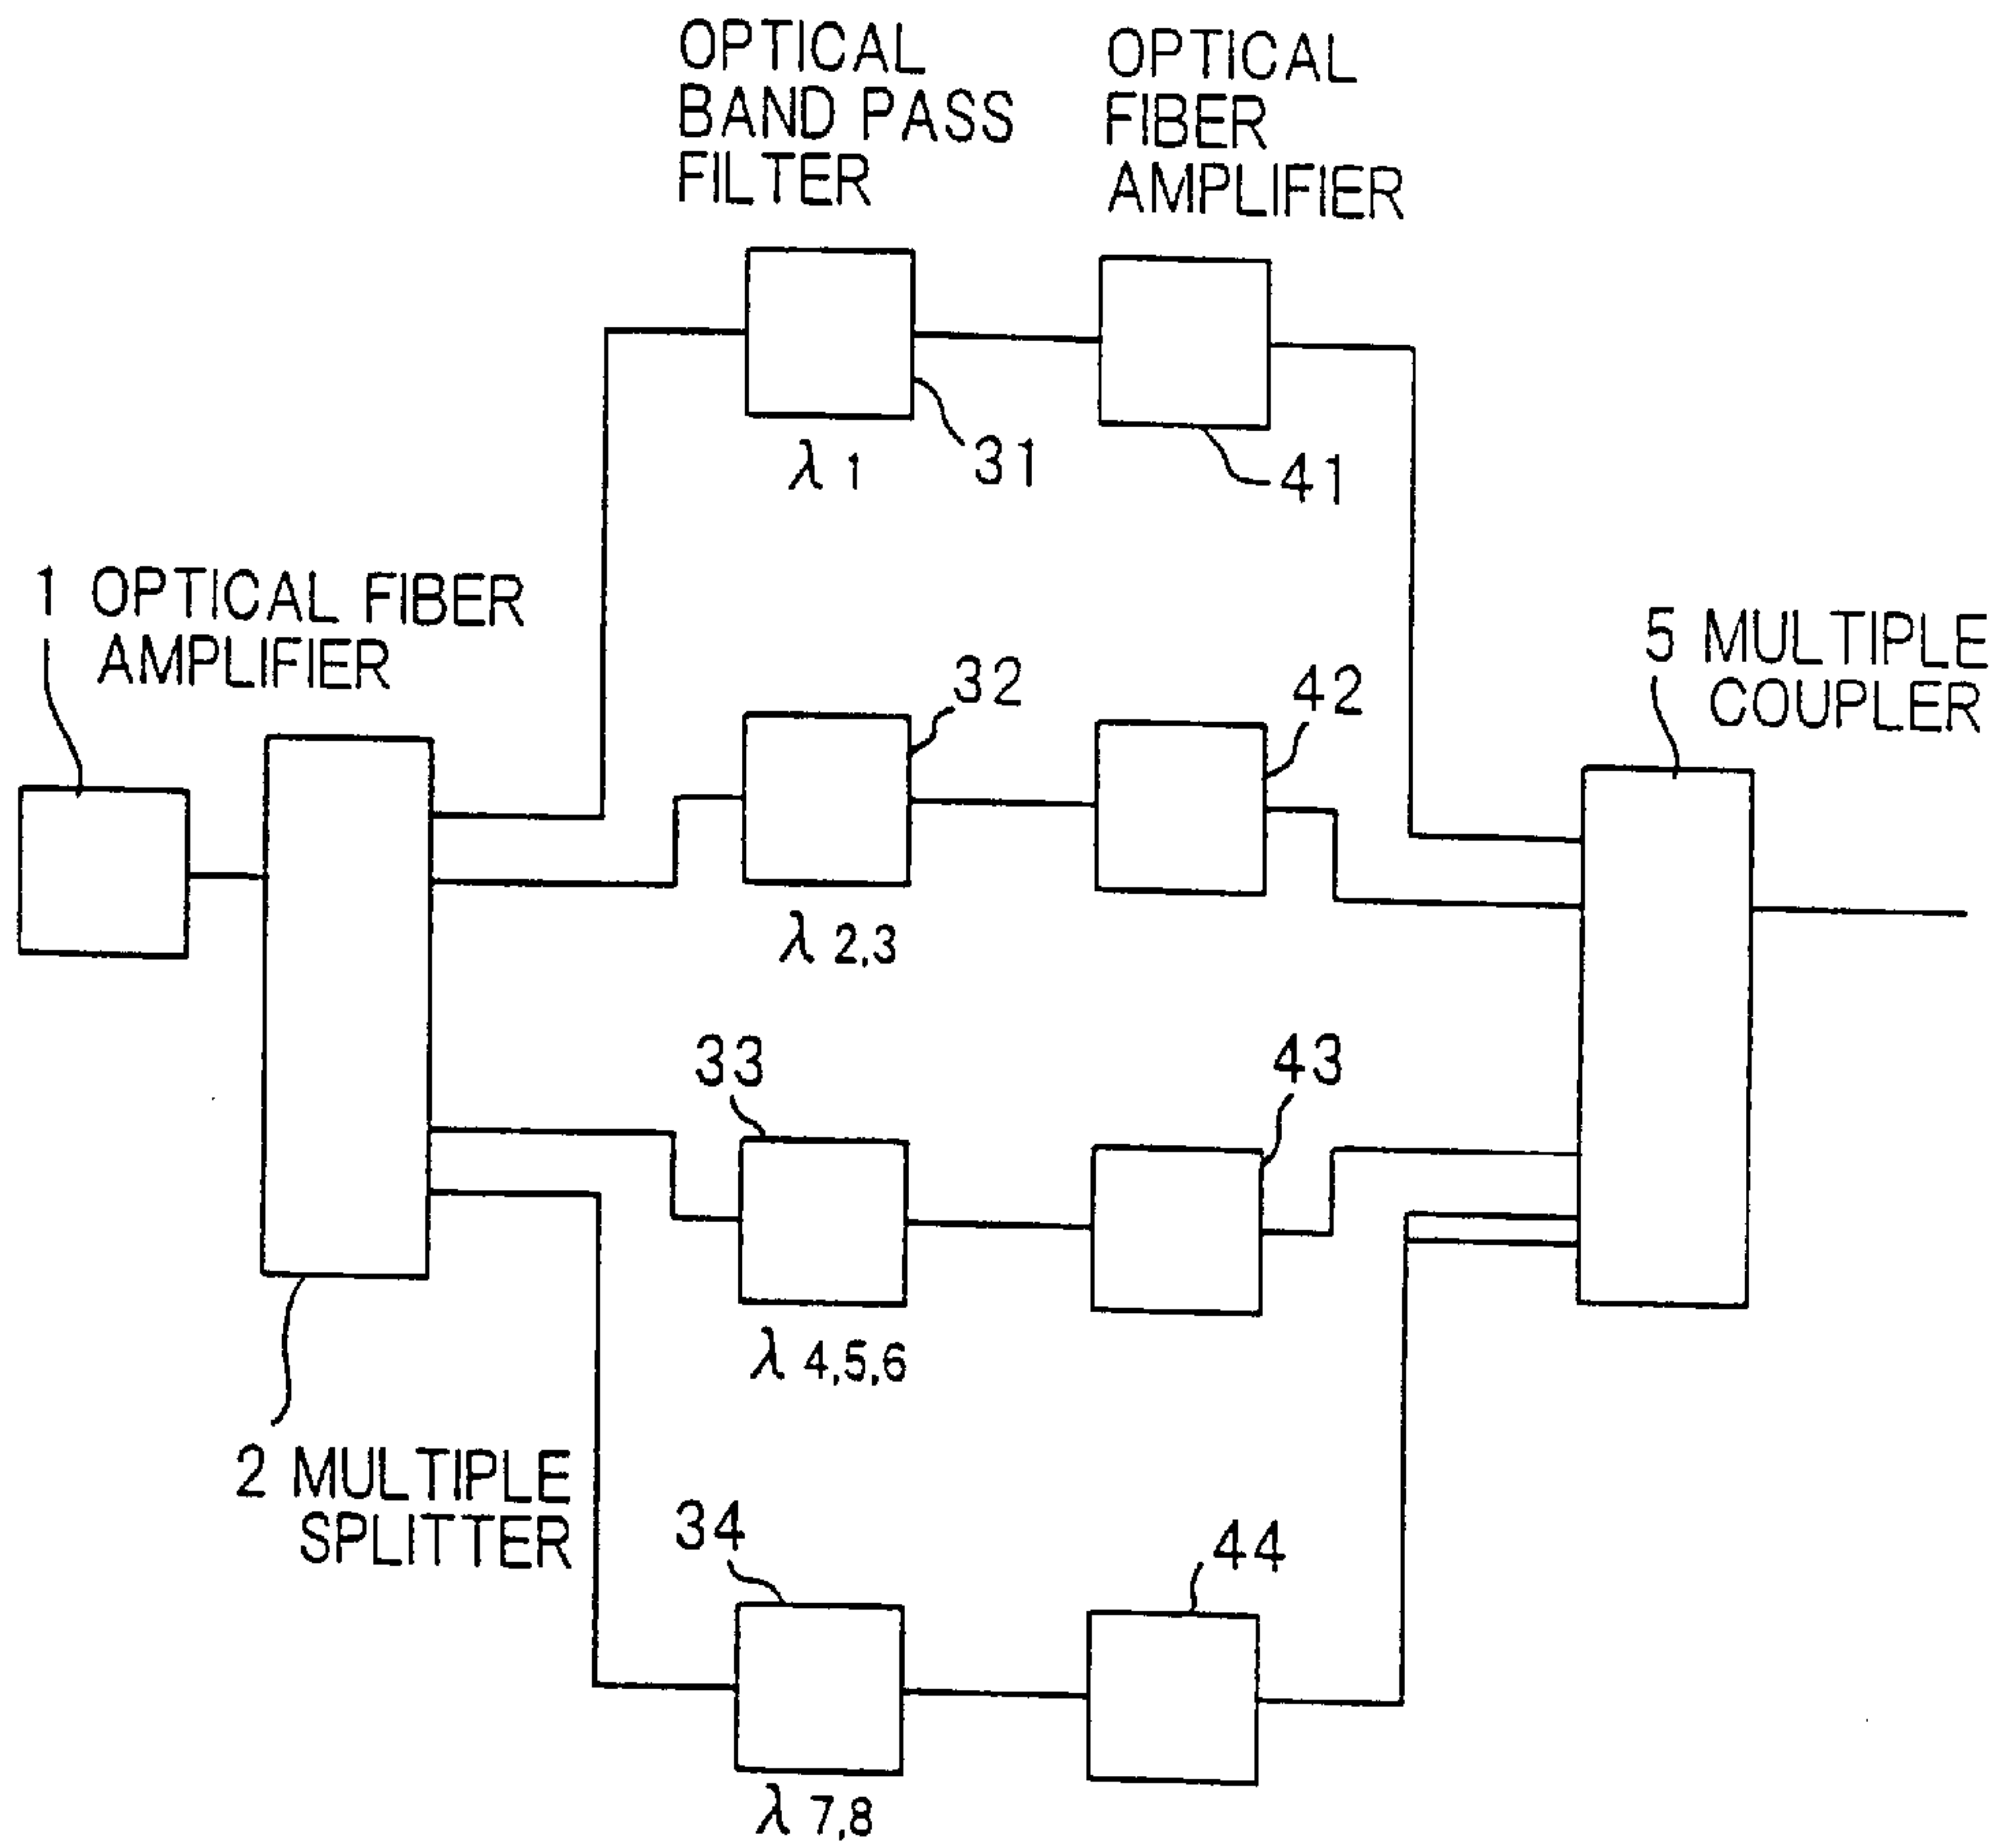 OPTICAL
BAND PASS
FILTER
OPTICAL
FIBER
AMPLIFIER
31
λ 1
41
1 OPTICAL FIBER
AMPLIFIER
5 MULTIPLE
COUPLER
32
42
λ 2,3
33
43
λ 4,5,6
2 MULTIPLE
SPLITTER
34
44
λ 7,8